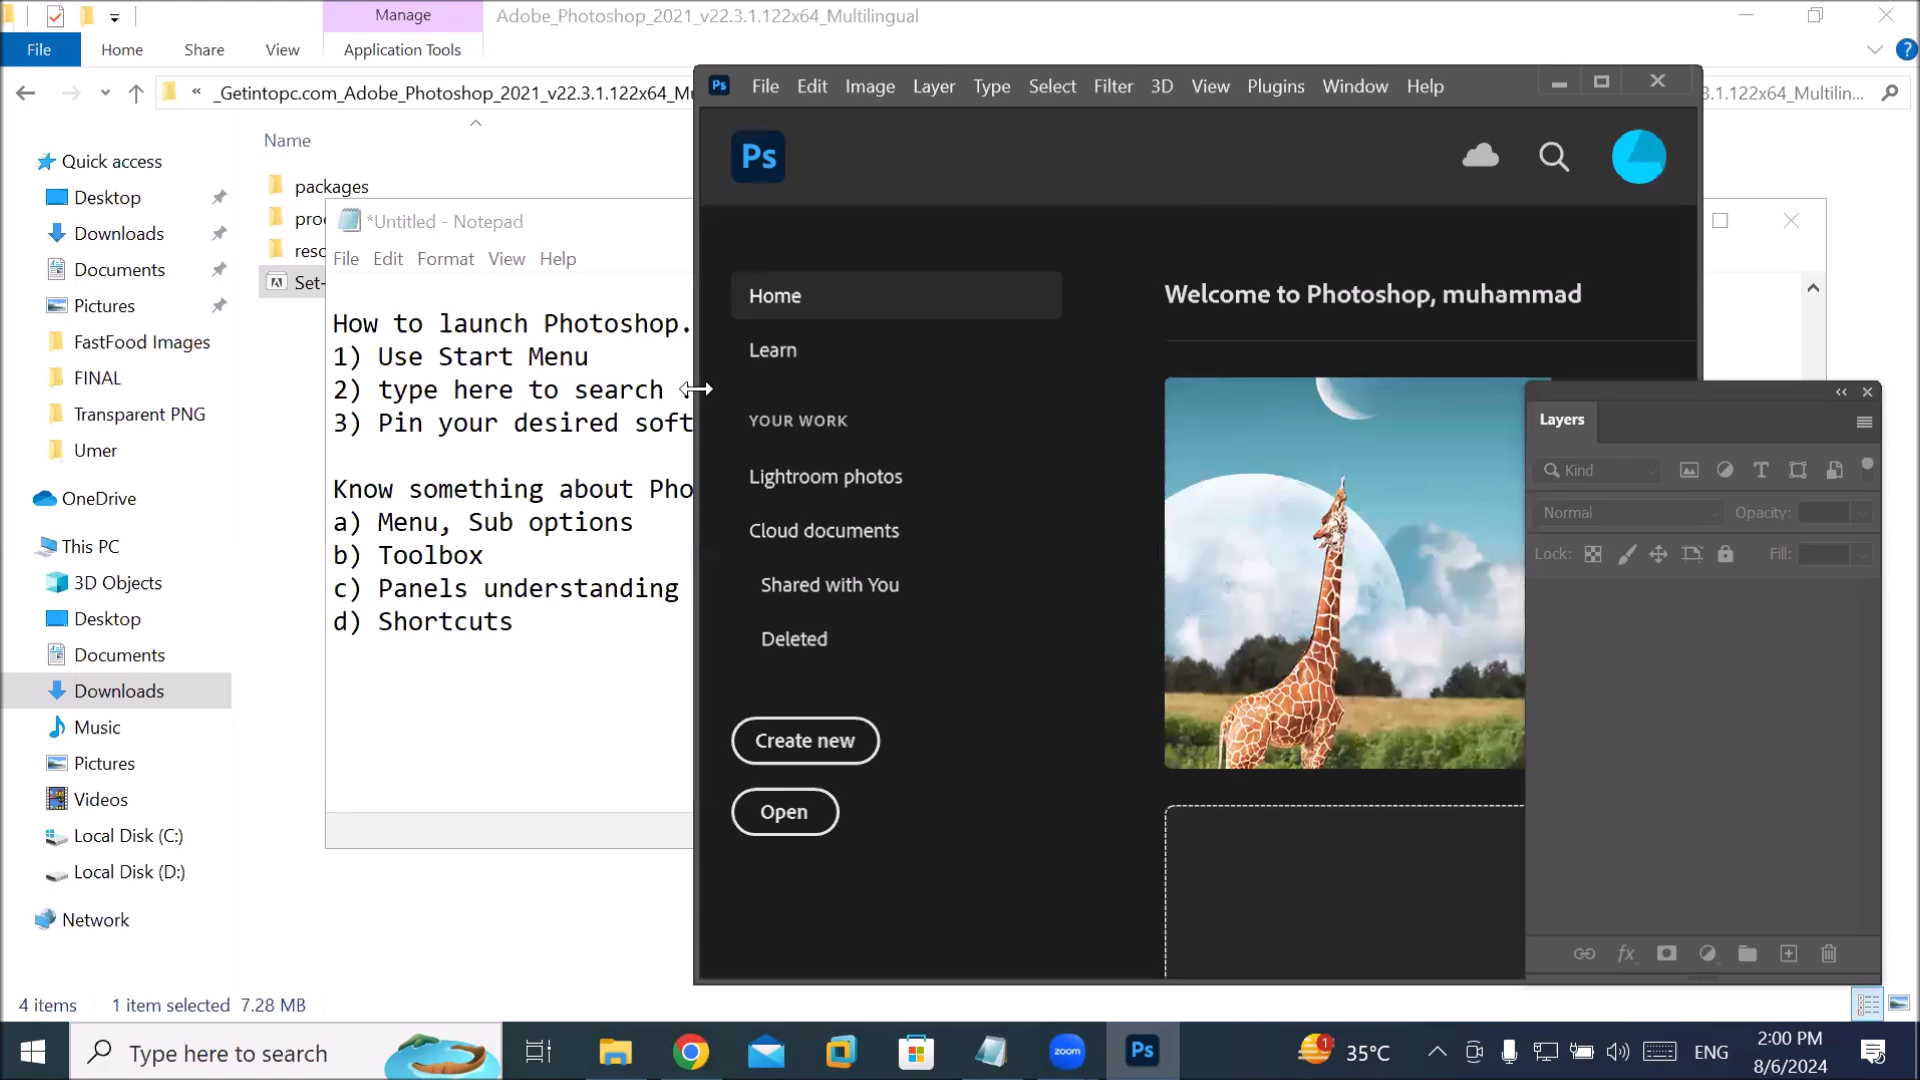 Manage
Adobe_Photoshop_2021_v22.3.1.122x64_Multilingual
File
Home
Share
View
Application Tools
« _Getintopc.com_Adobe_Photoshop_2021_v22.3.1.122x64_Mu
3.1.122x64_Multilin...
Name
Quick access
Desktop
Downloads
Documents
Pictures
FastFood Images
FINAL
Transparent PNG
Umer
OneDrive
This PC
3D Objects
Desktop
Documents
Downloads
Music
Pictures
Videos
Local Disk (C:)
Local Disk (D:)
Network
packages
Set-
*Untitled - Notepad
File Edit Format View Help
How to launch Photoshop.
1) Use Start Menu
2) type here to search
3) Pin your desired soft
Know something about Pho
a) Menu, Sub options
b) Toolbox
c) Panels understanding
d) Shortcuts
Ps File Edit Image Layer Type Select Filter 3D View Plugins Window Help
Ps
Home
Learn
YOUR WORK
Lightroom photos
Cloud documents
Shared with You
Deleted
Create new
Open
Welcome to Photoshop, muhammad
Layers
Kind
Normal
Opacity:
Lock:
Fill:
4 items
1 item selected 7.28 MB
Type here to search
zoom
Ps
1
35°C
ENG
2:00 PM
8/6/2024